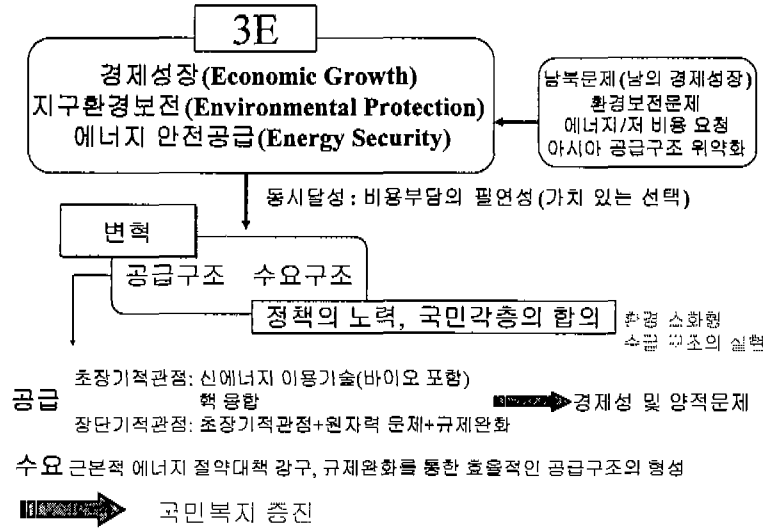 3E
경제성장(Economic Growth)
지구환경보전(Environmental Protection)
에너지 안전공급(Energy Security)
남북문제(남의 경제성장)
환경보전문제
에너지/저 비용 요청
아시아 공급구조 위약화
동시달성 : 비용부담의 필연성(가치 있는 선택)
변혁
공급구조 수요구조
정책의 노력, 국민각층의 합의
환경 조화형
수급 구조의 실현
공급
초장기적관점: 신에너지 이용기술(바이오 포함)
핵 융합
장단기적관점: 초장기적관점+원자력 문제+규제완화
경제성 및 양적문제
수요 근본적 에너지 절약대책 강구, 규제완화를 통한 효율적인 공급구조의 형성
국민복지 증진